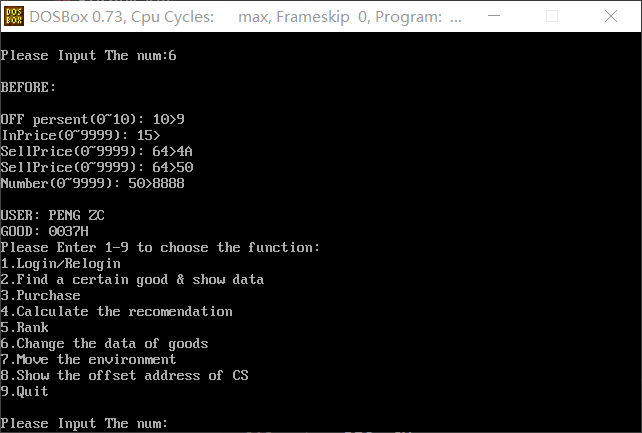 DOS
BOX
DOSBox 0.73, Cpu Cycles:      max, Frameskip  0, Program:  ...
Please Input The num:6
BEFORE:
OFF persent(0~10): 10>9
InPrice(0~9999): 15>
SellPrice(0~9999): 64>4A
SellPrice(0~9999): 64>50
Number(0~9999): 50>8888
USER: PENG ZC
GOOD: 0037H
Please Enter 1-9 to choose the function:
1.Login/Relogin
2.Find a certain good & show data
3.Purchase
4.Calculate the recomendation
5.Rank
6.Change the data of goods
7.Move the environment
8.Show the offset address of CS
9.Quit
Please Input The num: